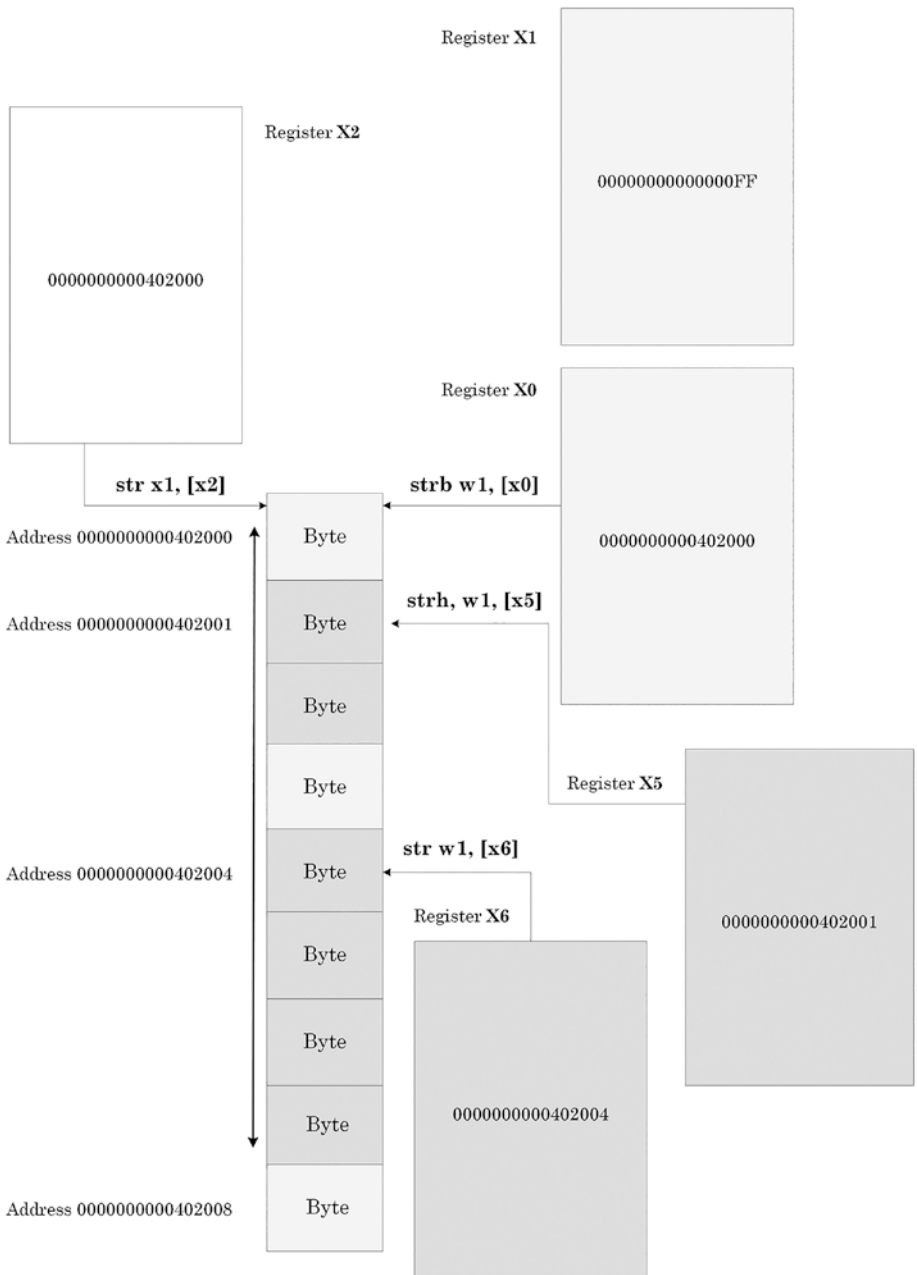 Register X1
00000000000000FF
Register X2
0000000000402000
Register X0
0000000000402000
str x1, [x2]
strb w1, [x0]
Address 0000000000402000
Byte
strh, w1, [x5]
Address 0000000000402001
Byte
Byte
Byte
Register X5
0000000000402001
str w1, [x6]
Address 0000000000402004
Byte
Register X6
0000000000402004
Byte
Byte
Byte
Address 0000000000402008
Byte